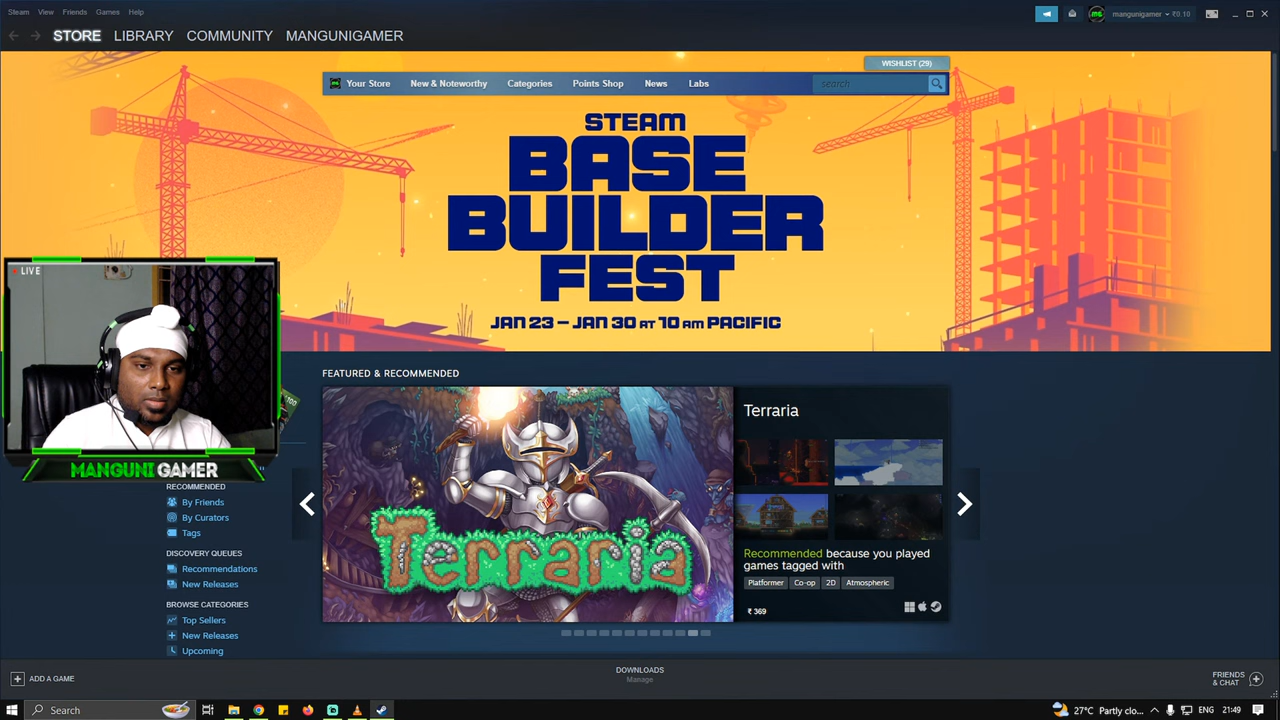 Steam View Friends Games Help
mangunigamer ₹0.10
STORE LIBRARY COMMUNITY MANGUNIGAMER
WISHLIST (29)
Your Store New & Noteworthy Categories Points Shop News Labs search
STEAM
BASE
BUILDER
FEST
JAN 23 – JAN 30 AT 10 AM PACIFIC
LIVE
MANGUNI GAMER
FEATURED & RECOMMENDED
Terraria
Terraria
Recommended because you played
games tagged with
Platformer Co-op 2D Atmospheric
₹ 369
RECOMMENDED
By Friends
By Curators
Tags
DISCOVERY QUEUES
Recommendations
New Releases
BROWSE CATEGORIES
Top Sellers
New Releases
Upcoming
ADD A GAME
DOWNLOADS
Manage
FRIENDS
& CHAT
Search
27°C Partly clo... ENG 21:49